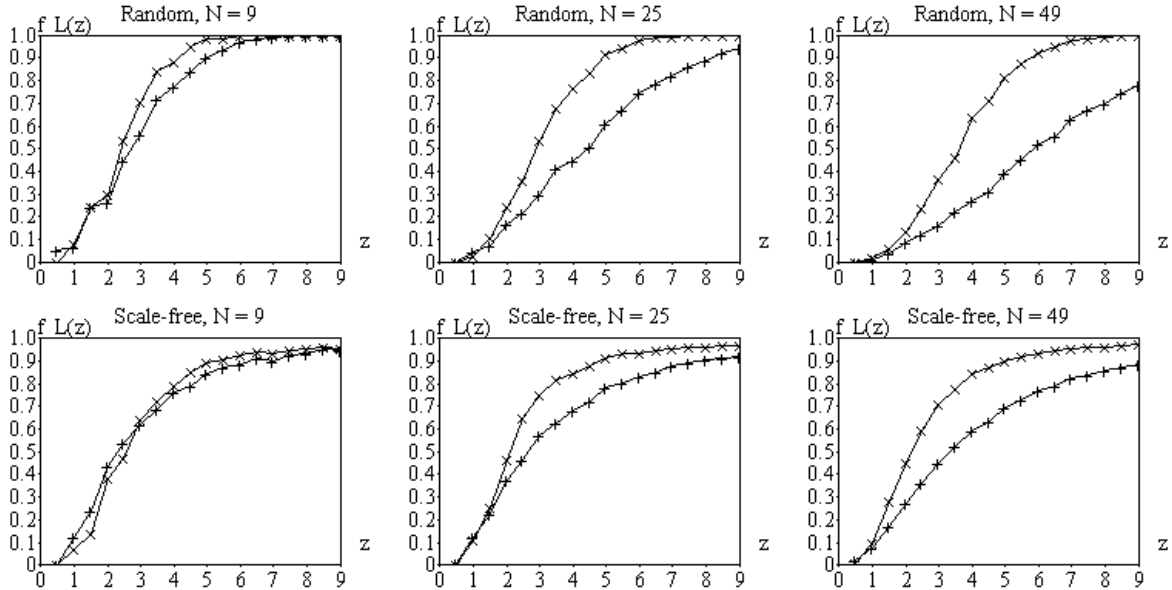 Random, N = 9
f L(z)
1.0
0.9
0.8
0.7
0.6
0.5
0.4
0.3
0.2
0.1
0
z
0 1 2 3 4 5 6 7 8 9
Random, N = 25
f L(z)
1.0
0.9
0.8
0.7
0.6
0.5
0.4
0.3
0.2
0.1
0
z
0 1 2 3 4 5 6 7 8 9
Random, N = 49
f L(z)
1.0
0.9
0.8
0.7
0.6
0.5
0.4
0.3
0.2
0.1
0
z
0 1 2 3 4 5 6 7 8 9
Scale-free, N = 9
f L(z)
1.0
0.9
0.8
0.7
0.6
0.5
0.4
0.3
0.2
0.1
0
z
0 1 2 3 4 5 6 7 8 9
Scale-free, N = 25
f L(z)
1.0
0.9
0.8
0.7
0.6
0.5
0.4
0.3
0.2
0.1
0
z
0 1 2 3 4 5 6 7 8 9
Scale-free, N = 49
f L(z)
1.0
0.9
0.8
0.7
0.6
0.5
0.4
0.3
0.2
0.1
0
z
0 1 2 3 4 5 6 7 8 9